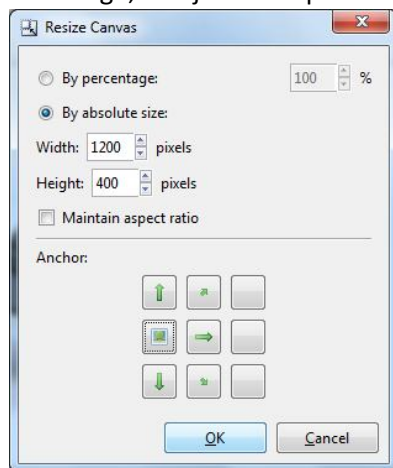 Resize Canvas
By percentage: 100 %
By absolute size:
Width: 1200 pixels
Height: 400 pixels
Maintain aspect ratio
Anchor:
OK Cancel